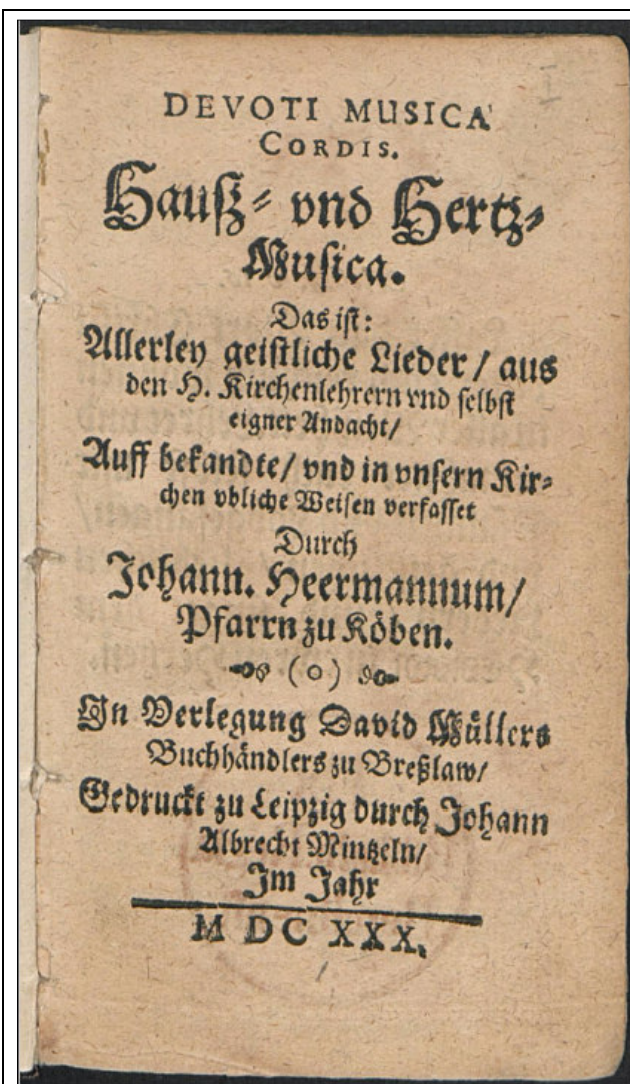 DEVOTI MUSICA
CORDIS.
Hauß- vnd Hertz-
Musica.
Das ist:
Allerley geistliche Lieder / aus
den H. Kirchenlehrern vnd selbst
eigner Andacht/
Auff bekandte/ vnd in vnsern Kir-
chen vbliche Weisen verfasset
Durch
Johann. Heermannum/
Pfarrn zu Köben.
(o)
In Verlegung David Müllers
Buchhändlers zu Breßlaw/
Gedruckt zu Leipzig durch Johann
Albrecht Mintzeln/
Im Jahr
M DC XXX.